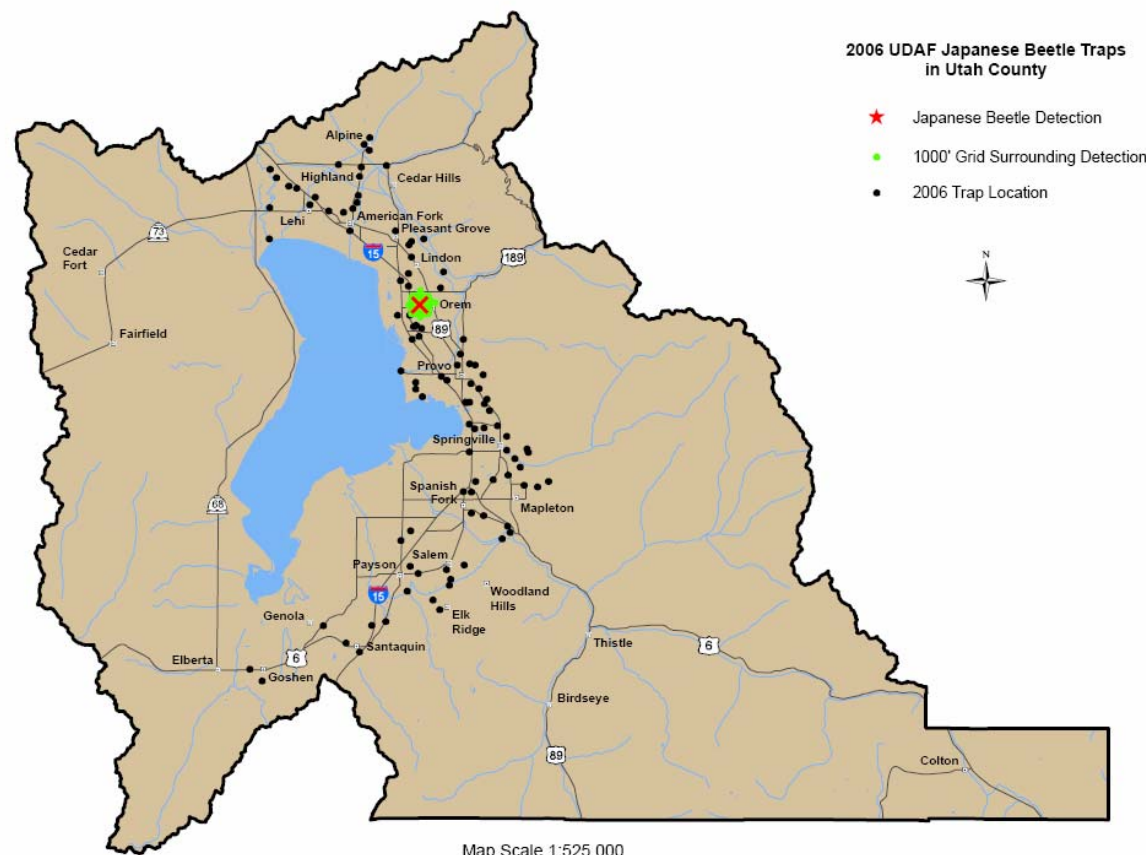 2006 UDAF Japanese Beetle Traps
in Utah County
Japanese Beetle Detection
1000' Grid Surrounding Detection
2006 Trap Location
N
Alpine
Highland
Cedar Hills
Lehi
American Fork
Pleasant Grove
73
15
Lindon
189
Cedar
Fort
Orem
89
Fairfield
Provo
Springville
Spanish
Fork
Mapleton
68
Salem
Payson
15
Woodland
Hills
Elk
Ridge
Genola
Thistle
6
Santaquin
6
Elberta
Goshen
Birdseye
89
Colton
Map Scale 1:525,000